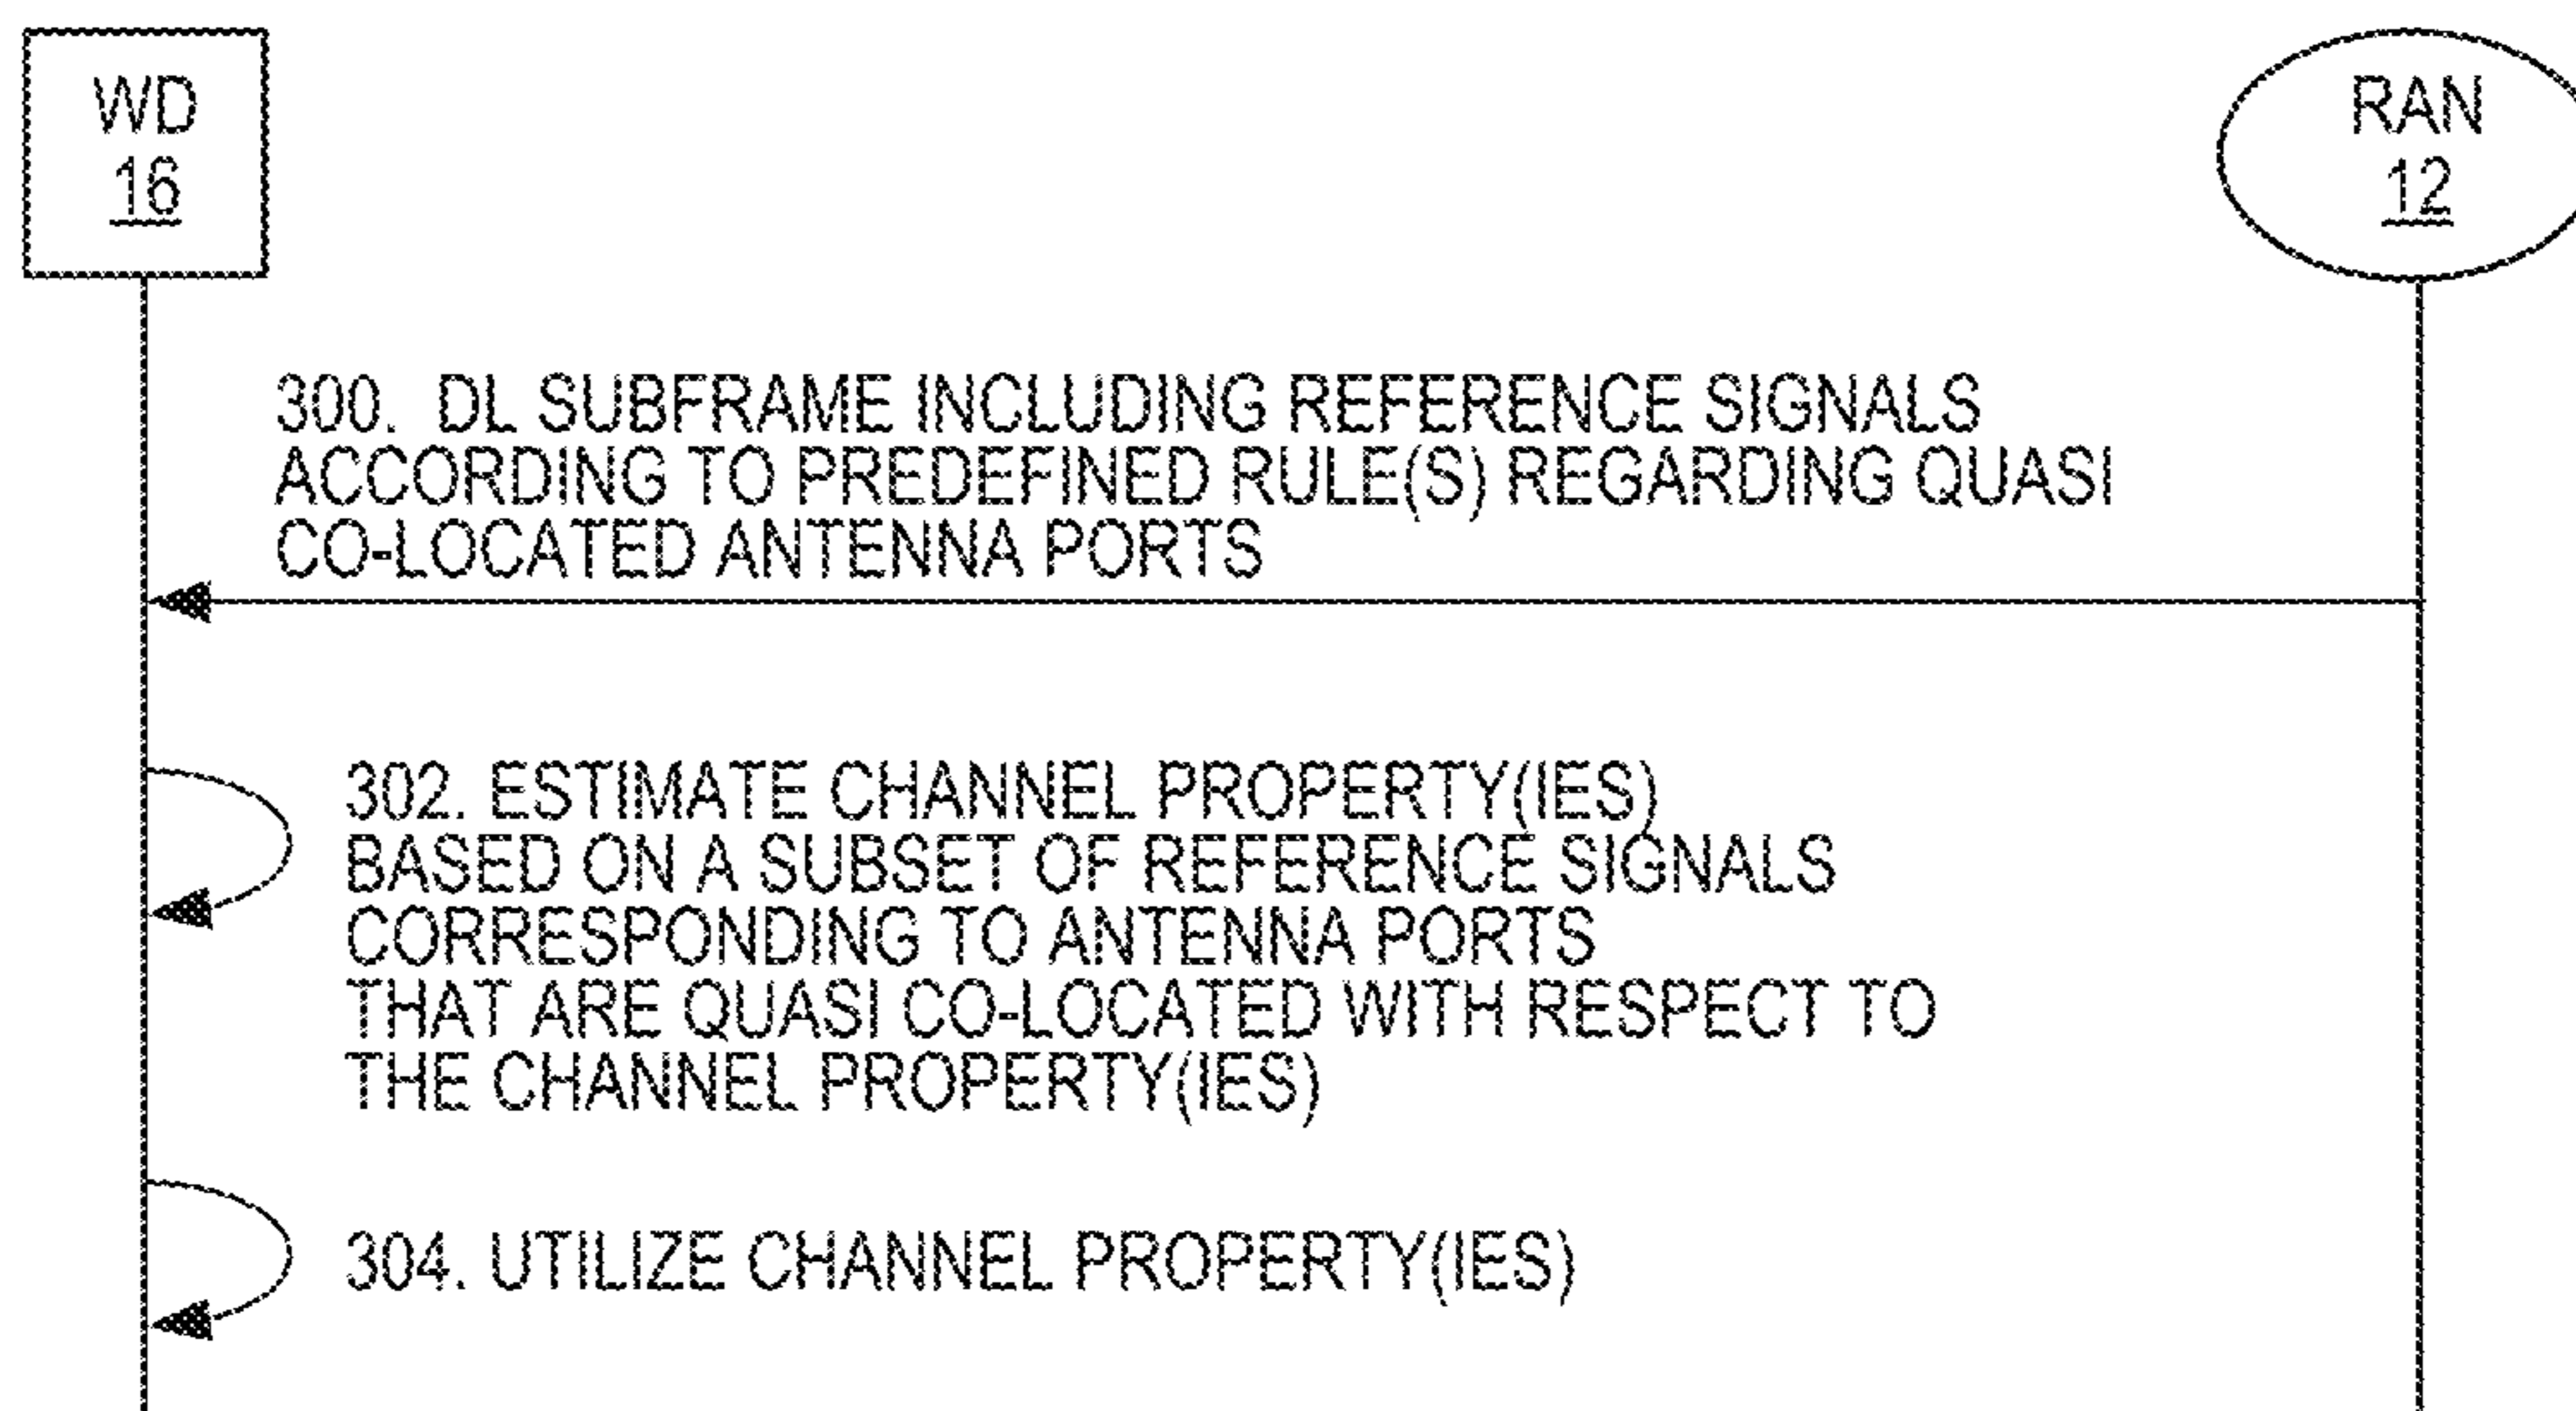 WD
16
RAN
12
300. DL SUBFRAME INCLUDING REFERENCE SIGNALS
ACCORDING TO PREDEFINED RULE(S) REGARDING QUASI
CO-LOCATED ANTENNA PORTS
302. ESTIMATE CHANNEL PROPERTY(IES)
BASED ON A SUBSET OF REFERENCE SIGNALS
CORRESPONDING TO ANTENNA PORTS
THAT ARE QUASI CO-LOCATED WITH RESPECT TO
THE CHANNEL PROPERTY(IES)
304. UTILIZE CHANNEL PROPERTY(IES)